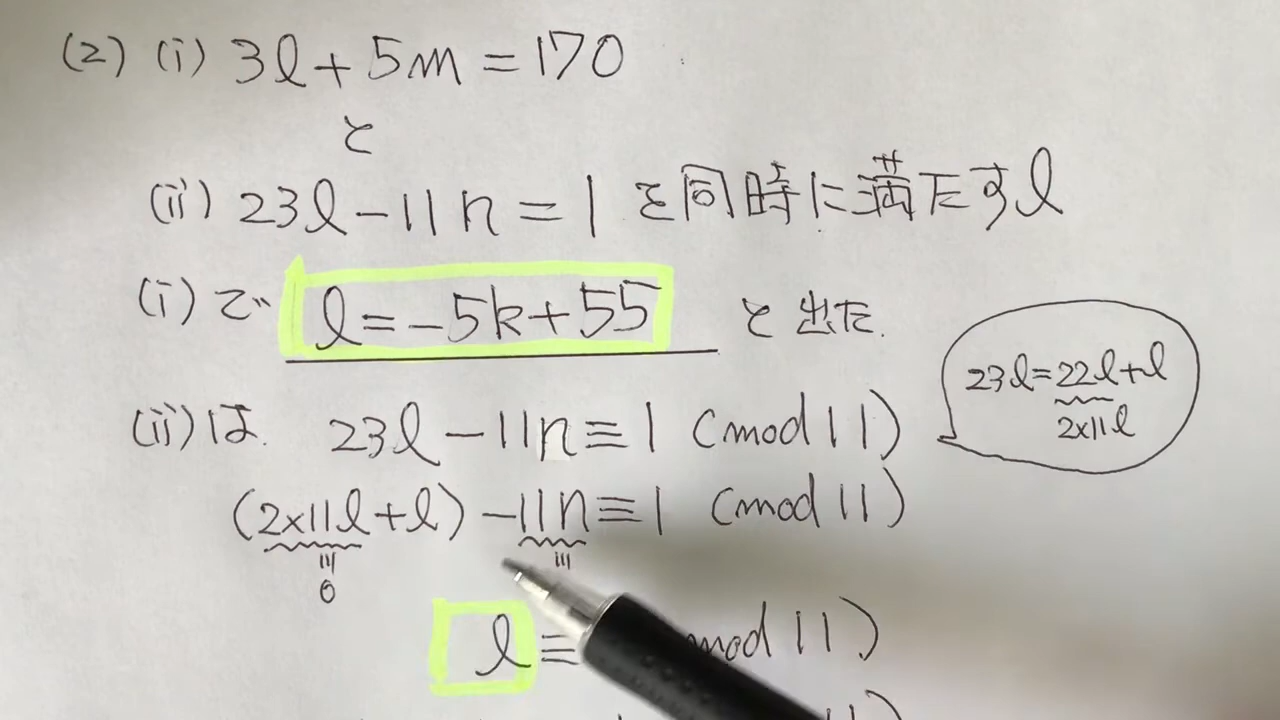 (2) (i) 3l+5m=170
と
(ii) 23l-11n=1 を同時に満たすl
(i)で l=-5k+55 と出た.
23l=22l+l
2×11l
(ii)は. 23l-11n≡1 (mod 11)
(2×11l+l)-11n≡1 (mod 11)
≡ ≡
0
l≡ mod 11)